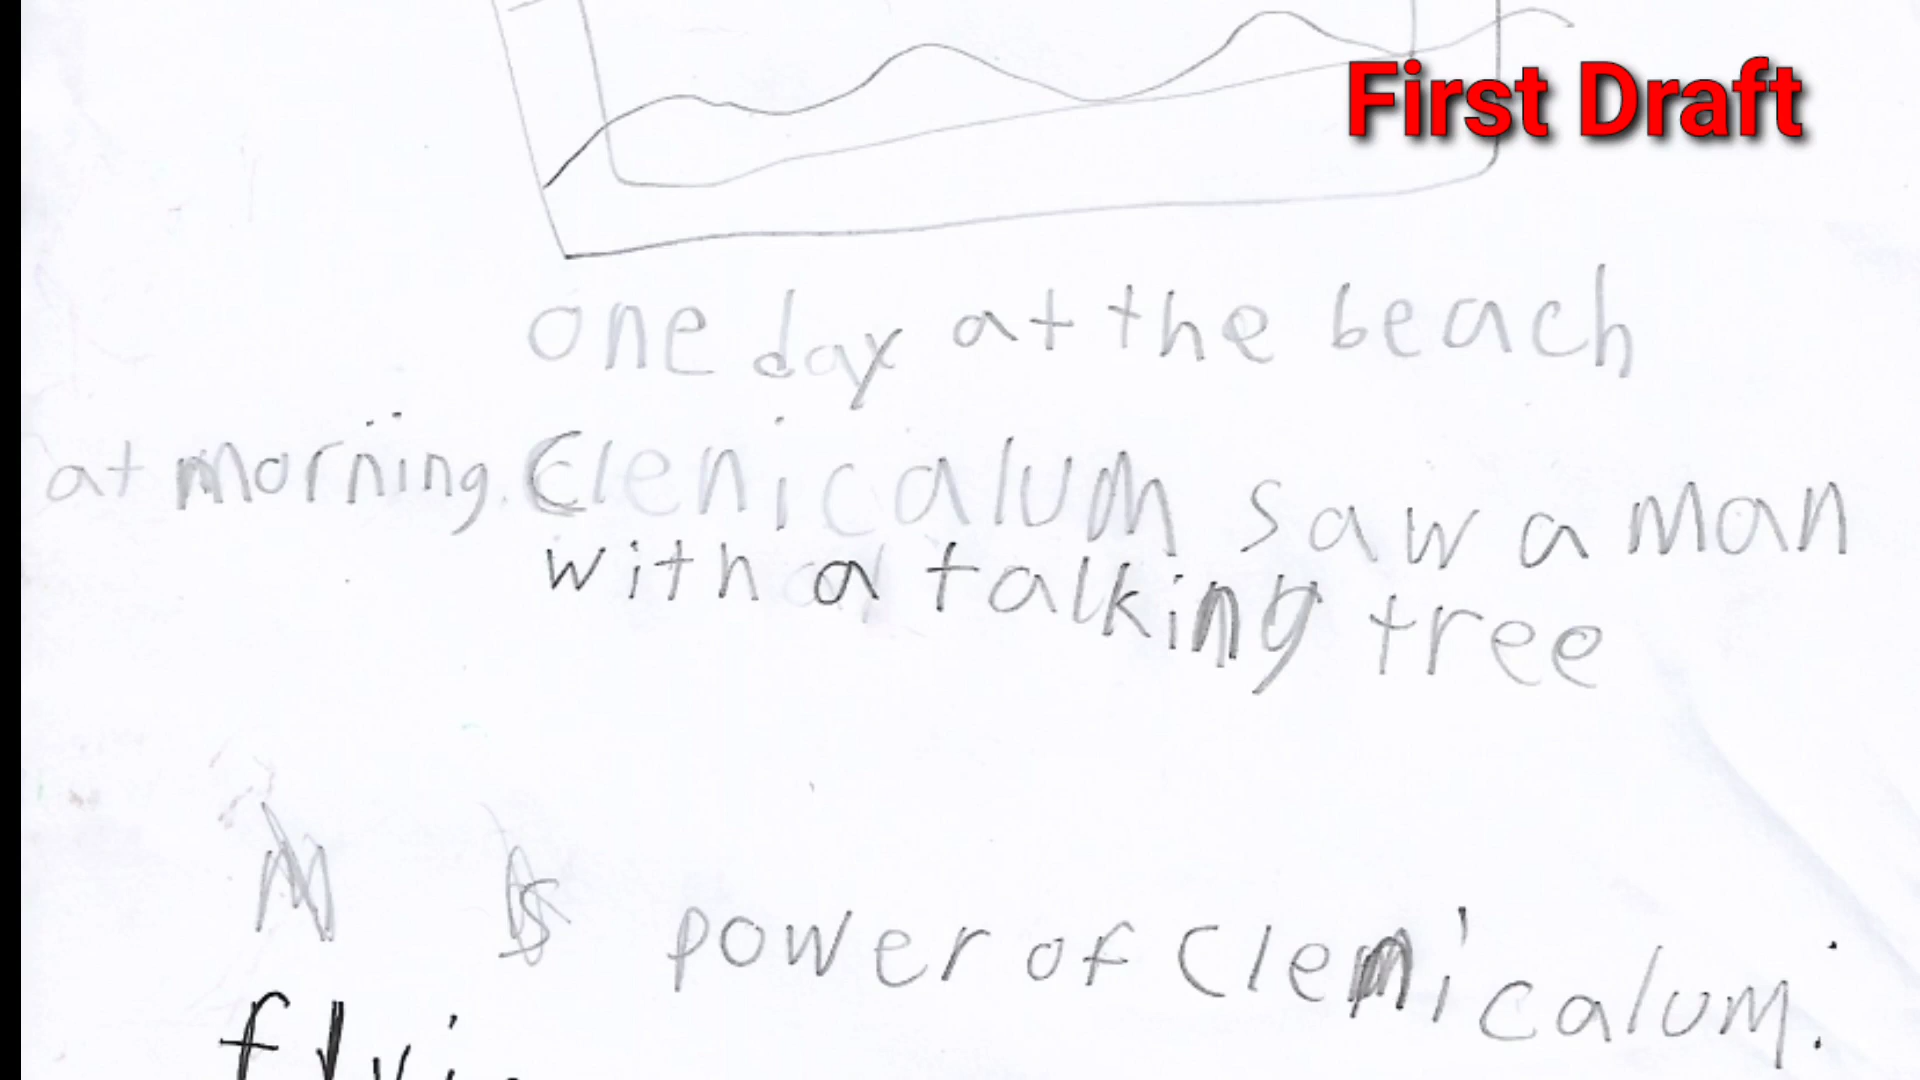 First Draft
one day at the beach
at morning. Clenicalum saw a man
with a talking tree
power of Clenicalum.